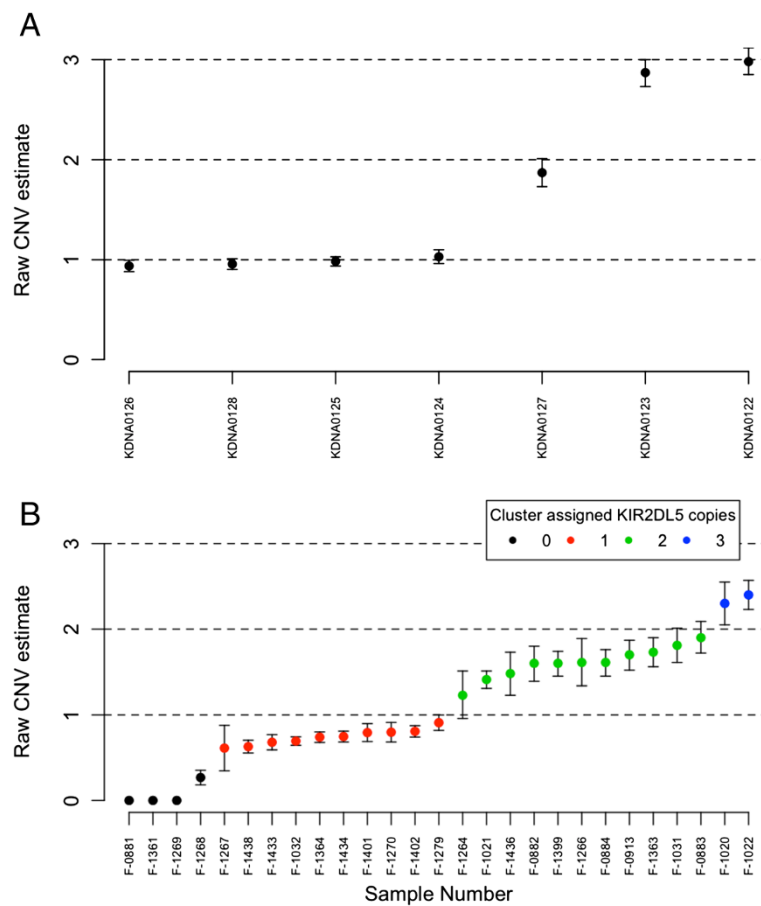 A
Raw CNV estimate
3
2
1
0
KDNA0126
KDNA0128
KDNA0125
KDNA0124
KDNA0127
KDNA0123
KDNA0122
B
Cluster assigned KIR2DL5 copies
0 1 2 3
Raw CNV estimate
3
2
1
0
F-0881
F-1361
F-1269
F-1268
F-1267
F-1438
F-1433
F-1032
F-1364
F-1434
F-1401
F-1270
F-1402
F-1279
F-1264
F-1021
F-1436
F-0882
F-1399
F-1266
F-0884
F-0913
F-1363
F-1031
F-0883
F-1020
F-1022
Sample Number